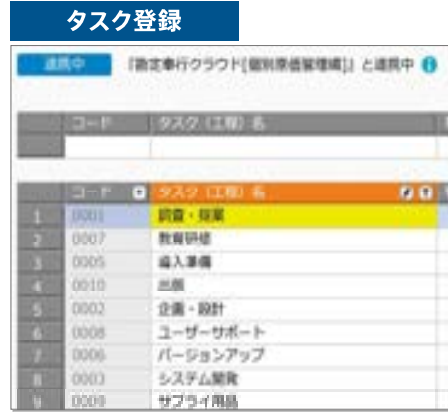 タスク登録
連携中 『勘定奉行クラウド[個別原価管理編]』と連携中
コード タスク（工程）名
コード タスク（工程）名
1 0001 調査・提案
2 0007 教育研修
3 0005 導入準備
4 0010 出版
5 0002 企画・設計
6 0008 ユーザーサポート
7 0006 バージョンアップ
8 0003 システム開発
9 0009 サプライ用品